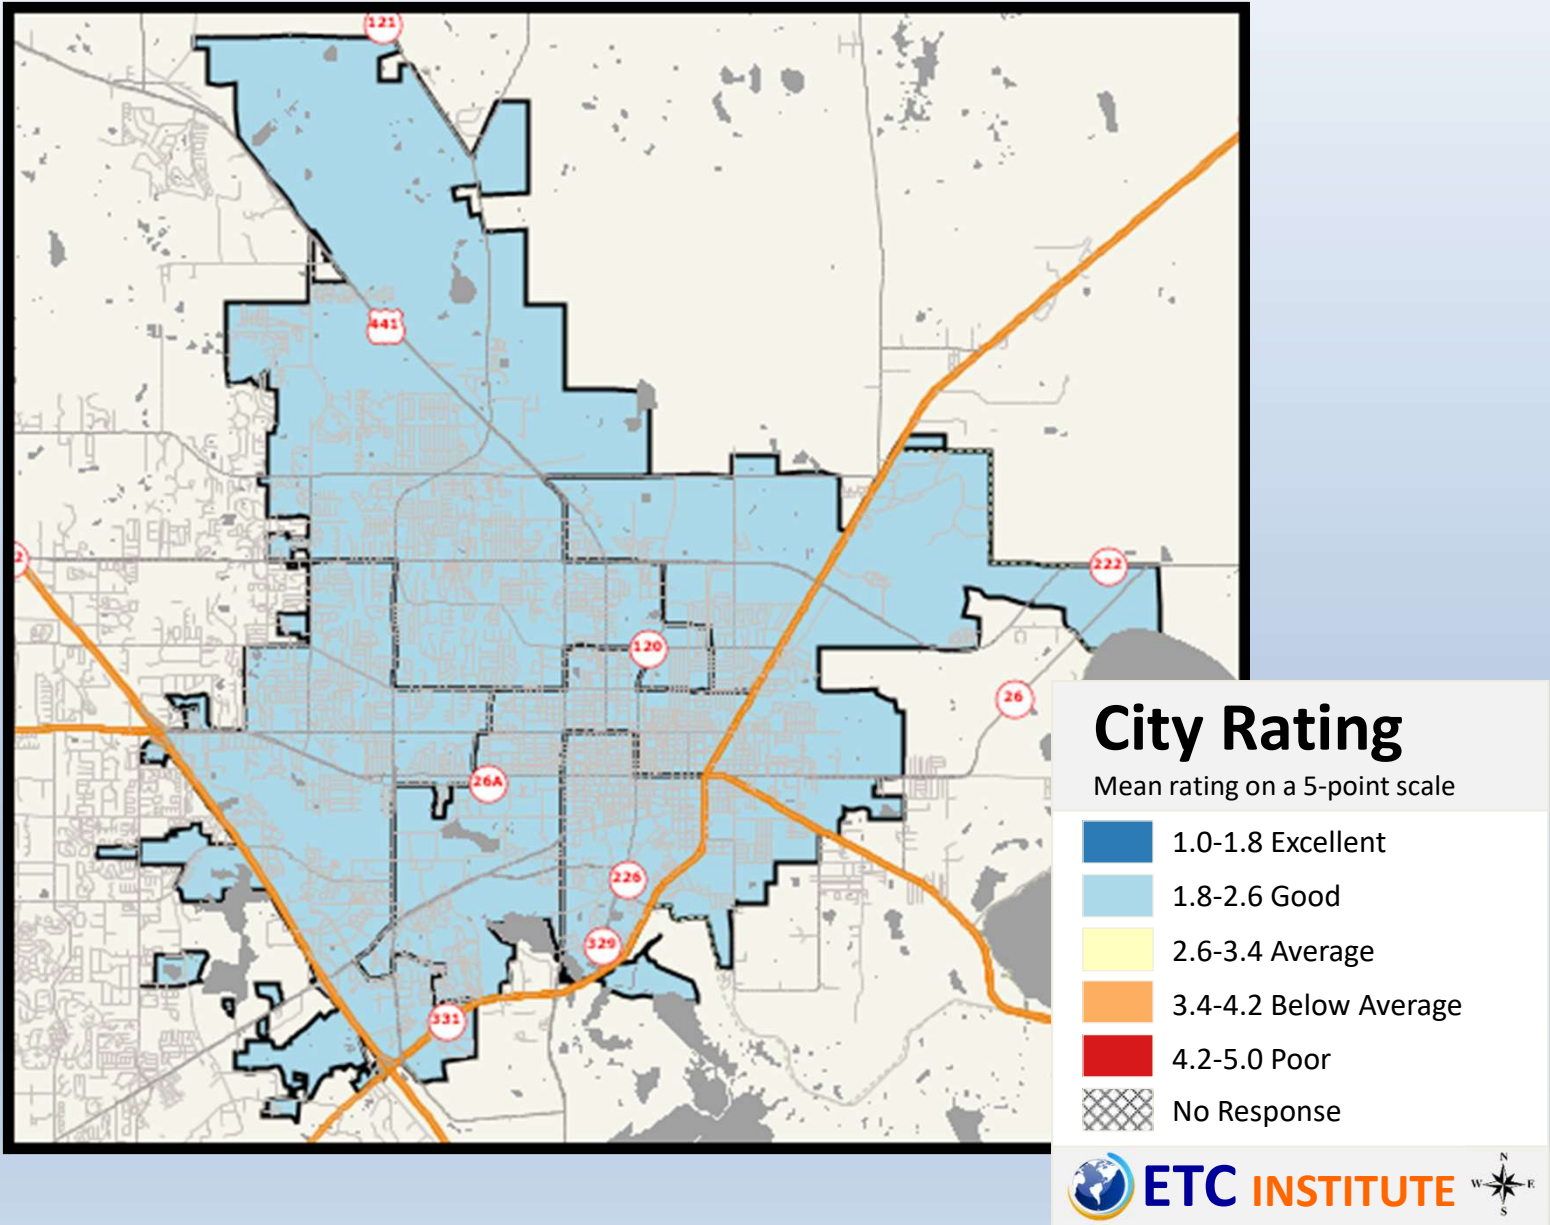 121
441
2
222
120
26
26A
226
329
331
City Rating
Mean rating on a 5-point scale
1.0-1.8 Excellent
1.8-2.6 Good
2.6-3.4 Average
3.4-4.2 Below Average
4.2-5.0 Poor
No Response
ETC INSTITUTE
N
W E
S